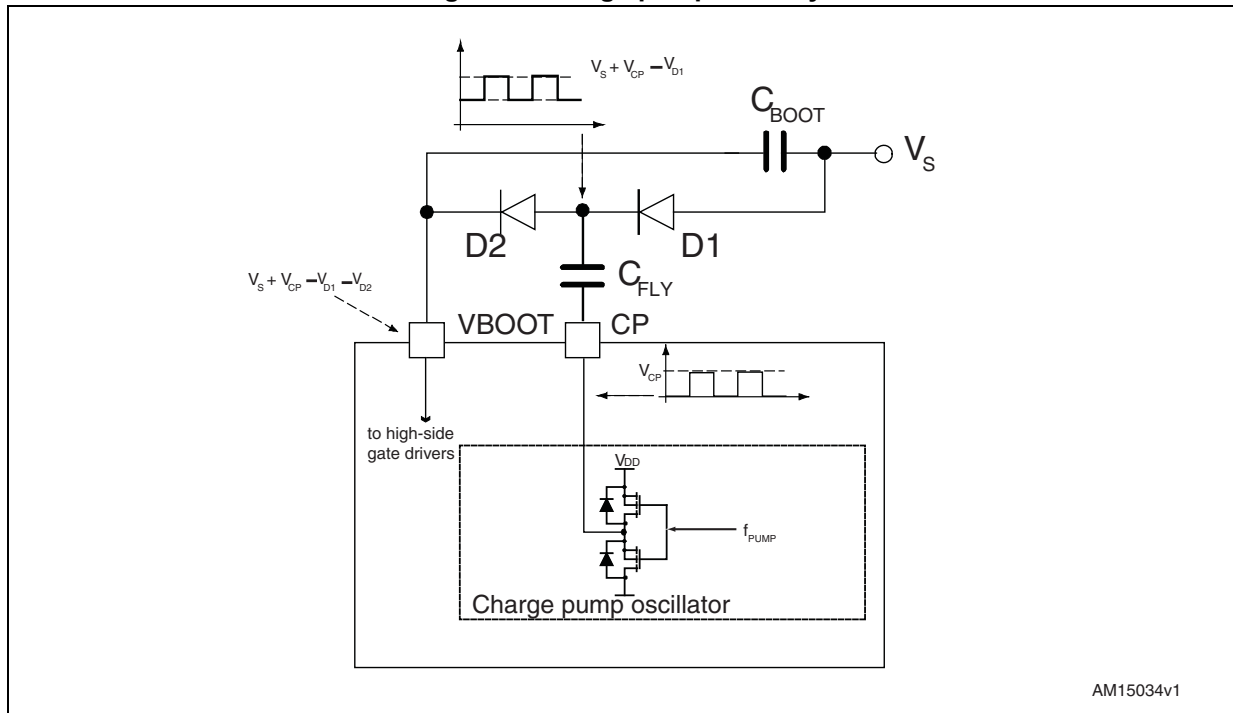 V_S + V_CP – V_D1
C_BOOT
V_S
D2
D1
C_FLY
V_S + V_CP – V_D1 – V_D2
VBOOT
CP
V_CP
to high-side
gate drivers
VDD
f_PUMP
Charge pump oscillator
AM15034v1